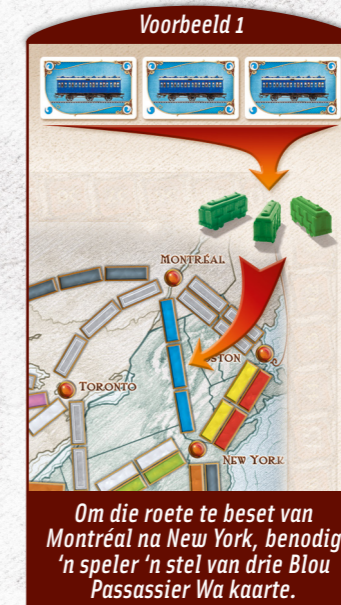 Voorbeeld 1
MONTRÉAL
STON
TORONTO
NEW YORK
Om die roete te beset van
Montréal na New York, benodig
‘n speler ‘n stel van drie Blou
Passassier Wa kaarte.